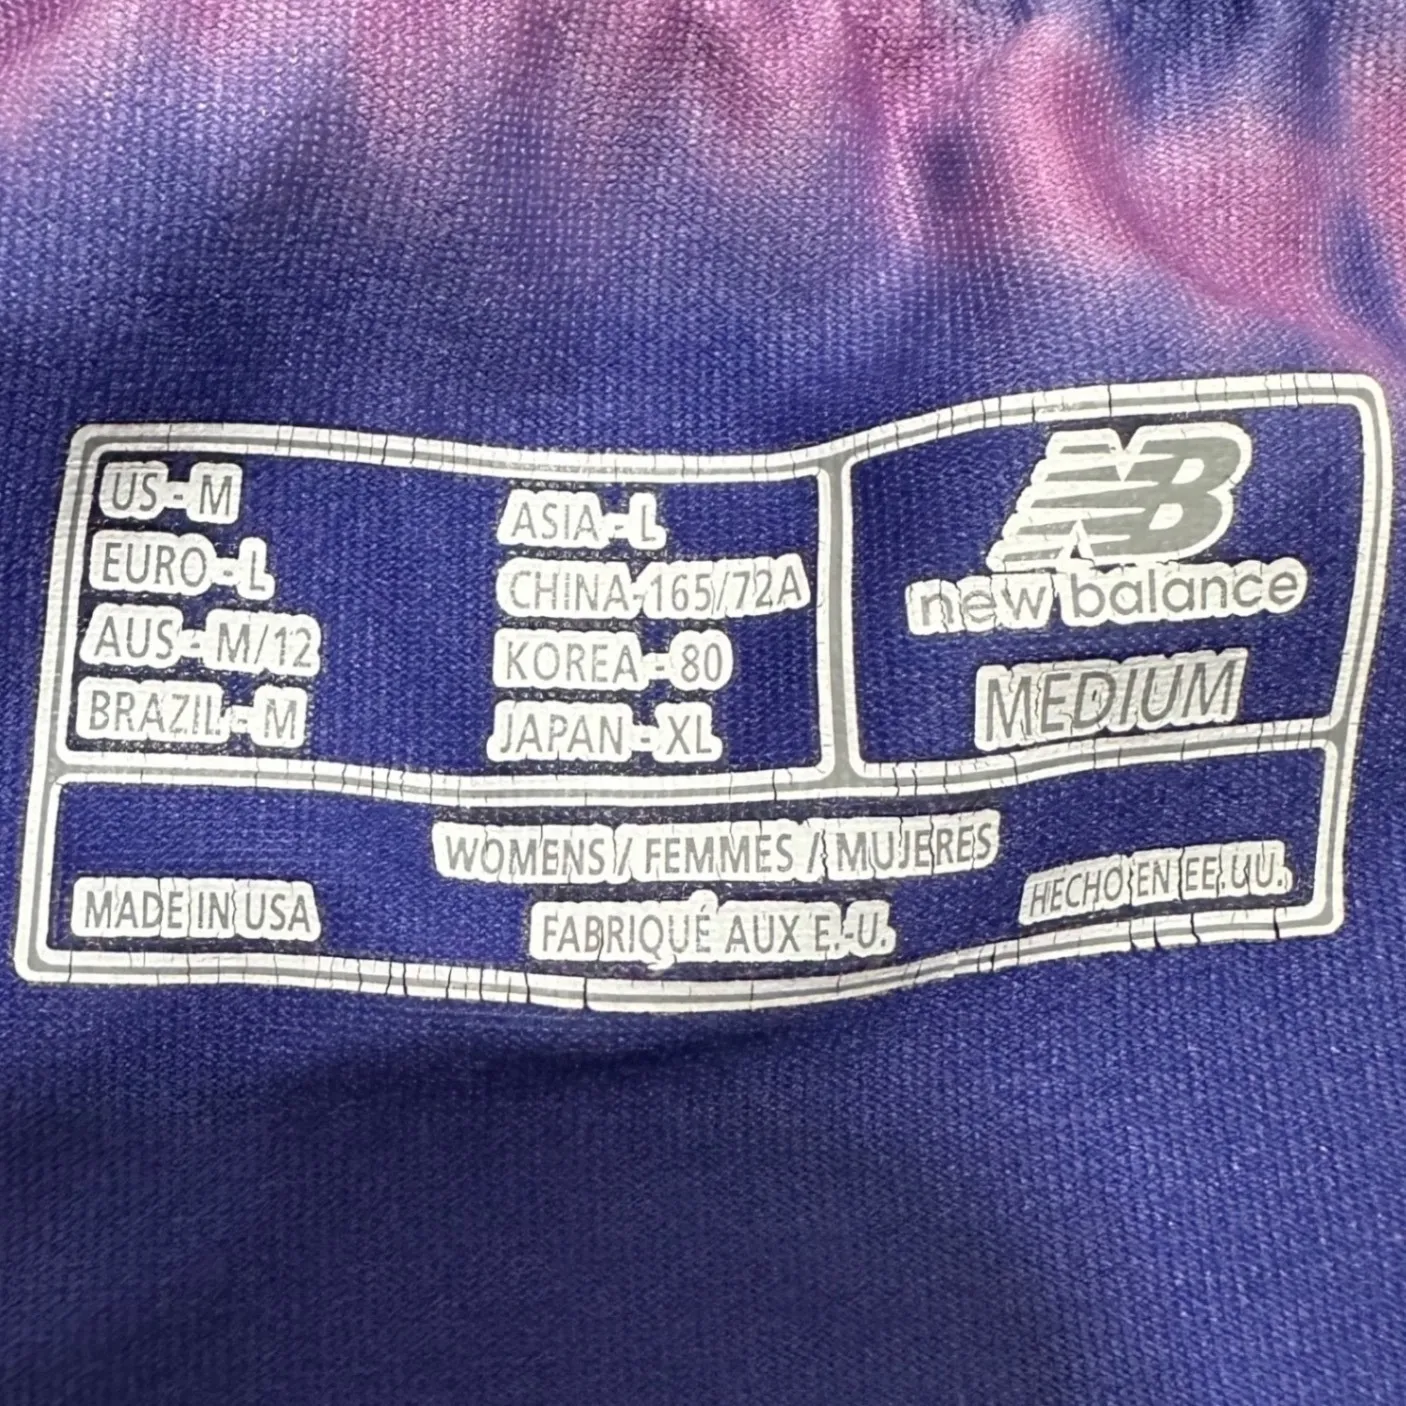 US - M
EURO - L
AUS - M/12
BRAZIL - M
ASIA - L
CHINA-165/72A
KOREA - 80
JAPAN - XL
NB
new balance
MEDIUM
WOMENS / FEMMES / MUJERES
MADE IN USA
FABRIQUÉ AUX E.-U.
HECHO EN EE.UU.